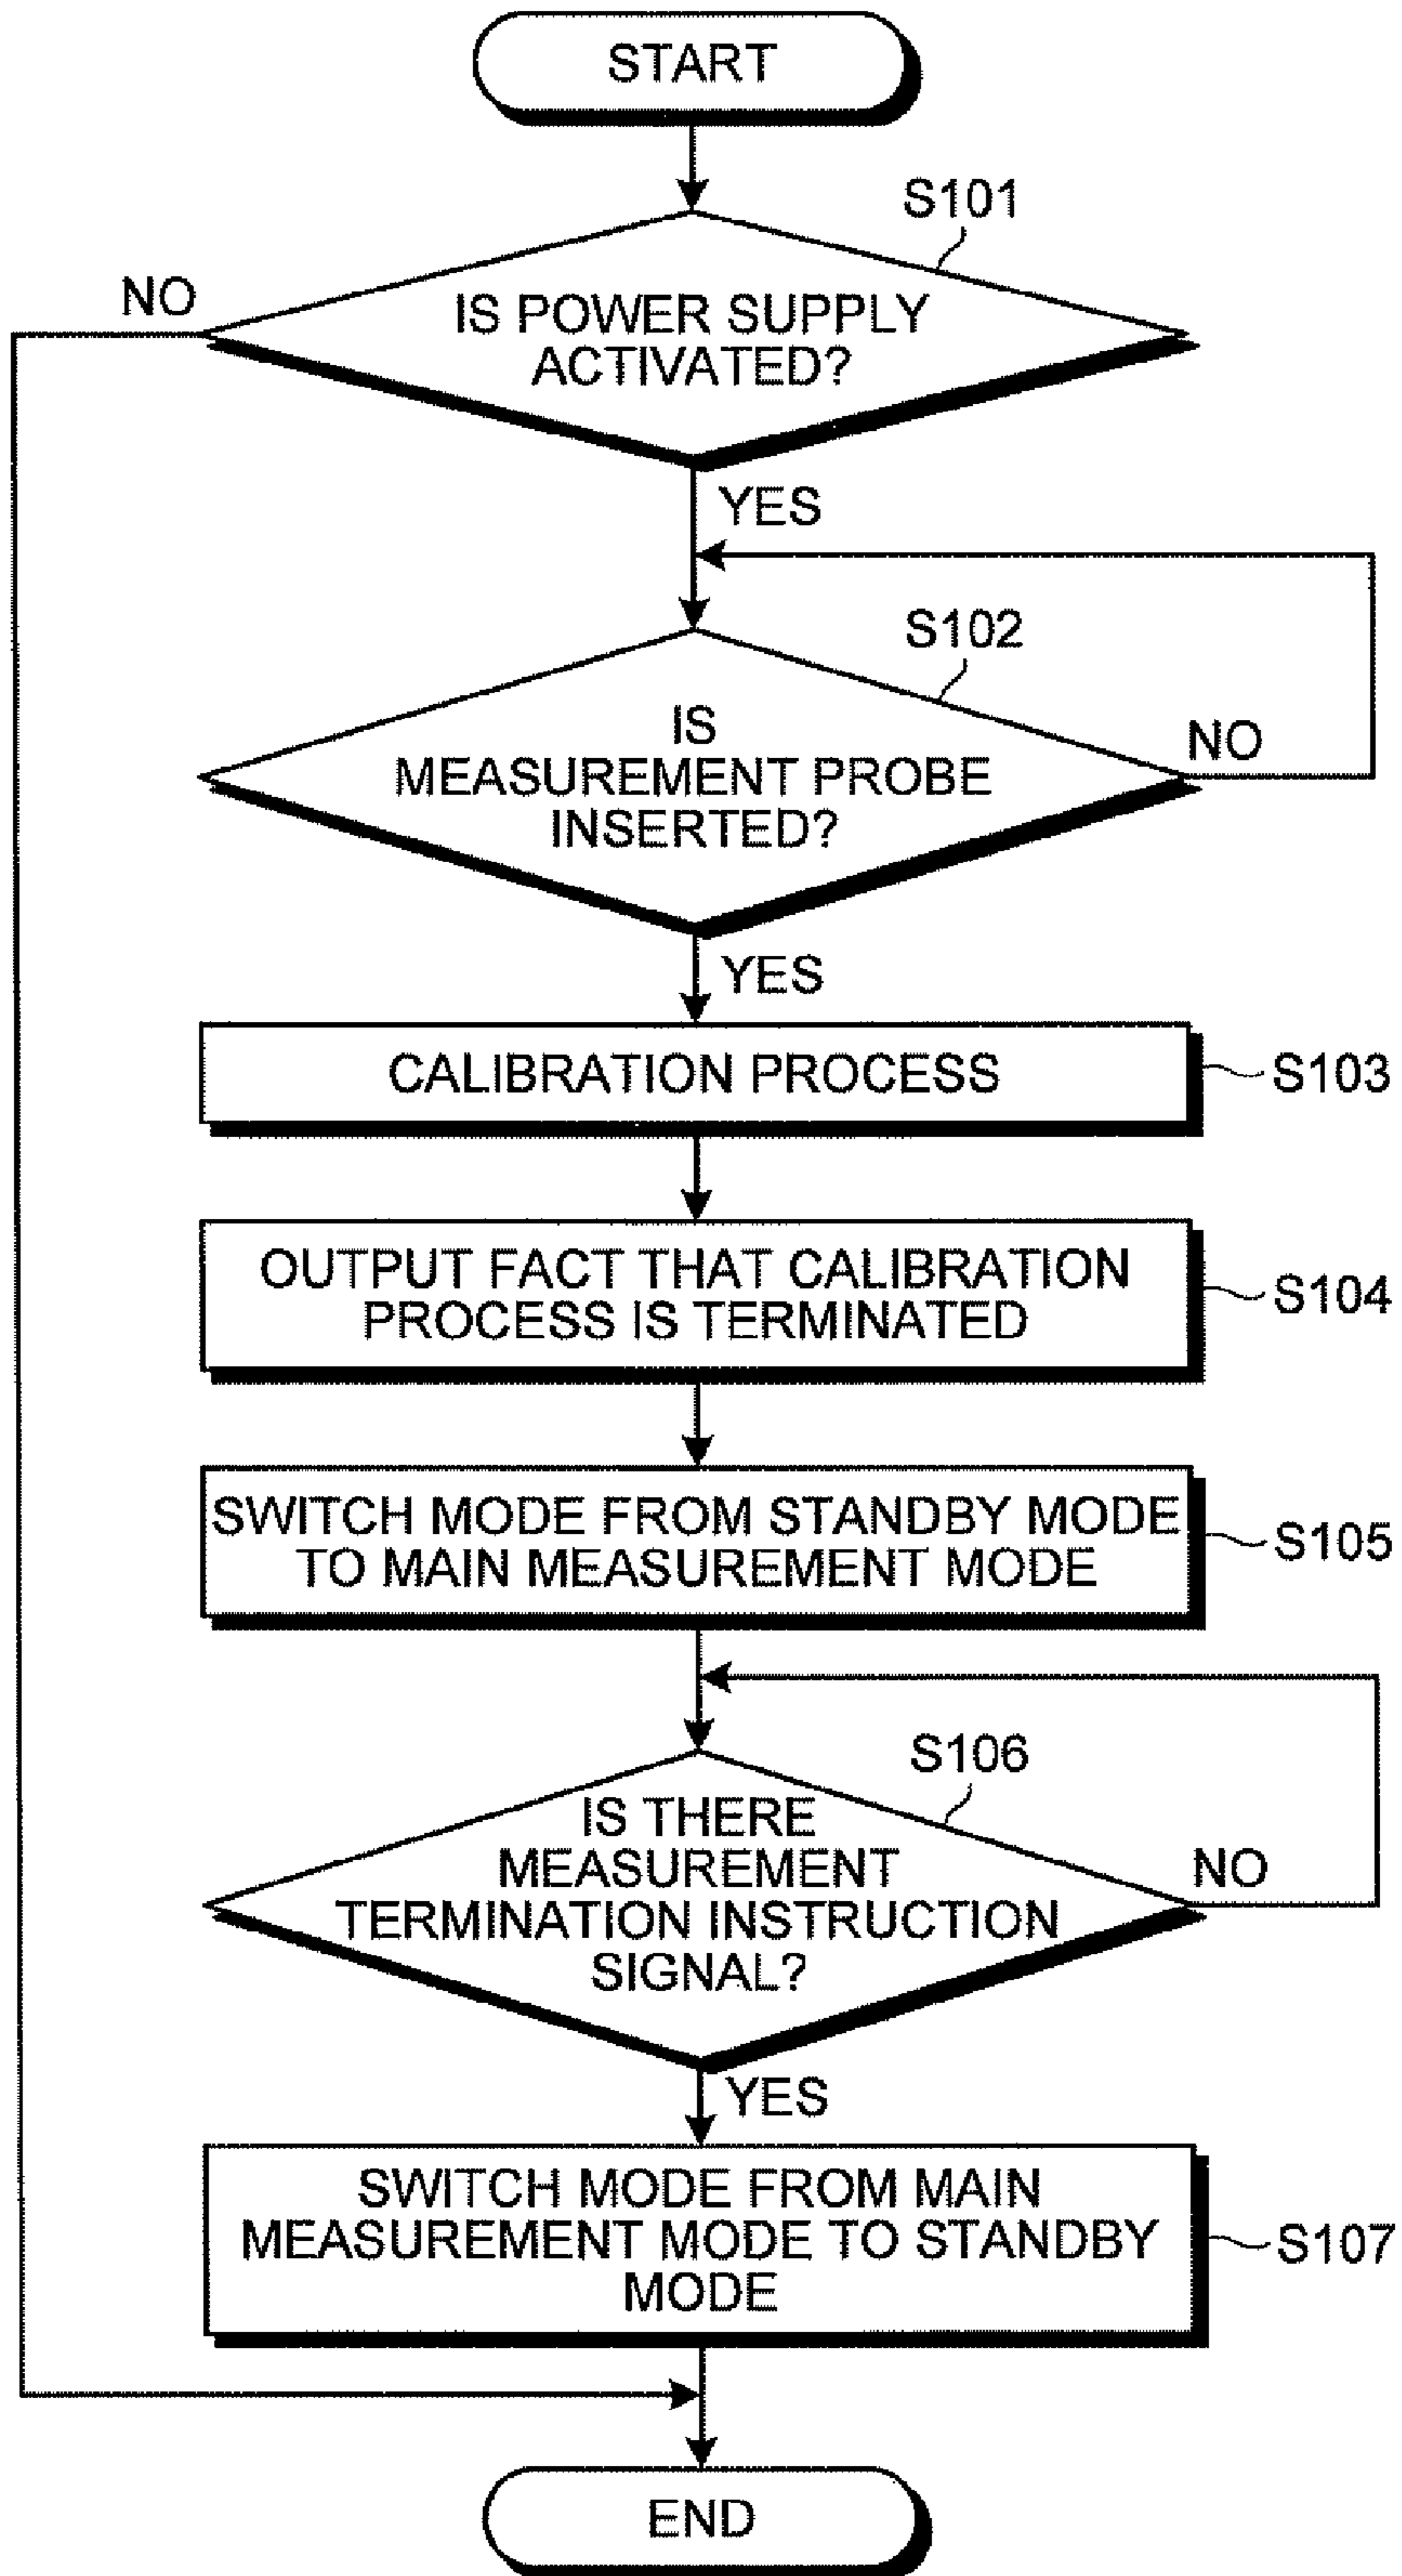 START
S101
NO
IS POWER SUPPLY
ACTIVATED?
YES
S102
IS
MEASUREMENT PROBE
INSERTED?
NO
YES
CALIBRATION PROCESS
S103
OUTPUT FACT THAT CALIBRATION
PROCESS IS TERMINATED
S104
SWITCH MODE FROM STANDBY MODE
TO MAIN MEASUREMENT MODE
S105
S106
IS THERE
MEASUREMENT
TERMINATION INSTRUCTION
SIGNAL?
NO
YES
SWITCH MODE FROM MAIN
MEASUREMENT MODE TO STANDBY
MODE
S107
END